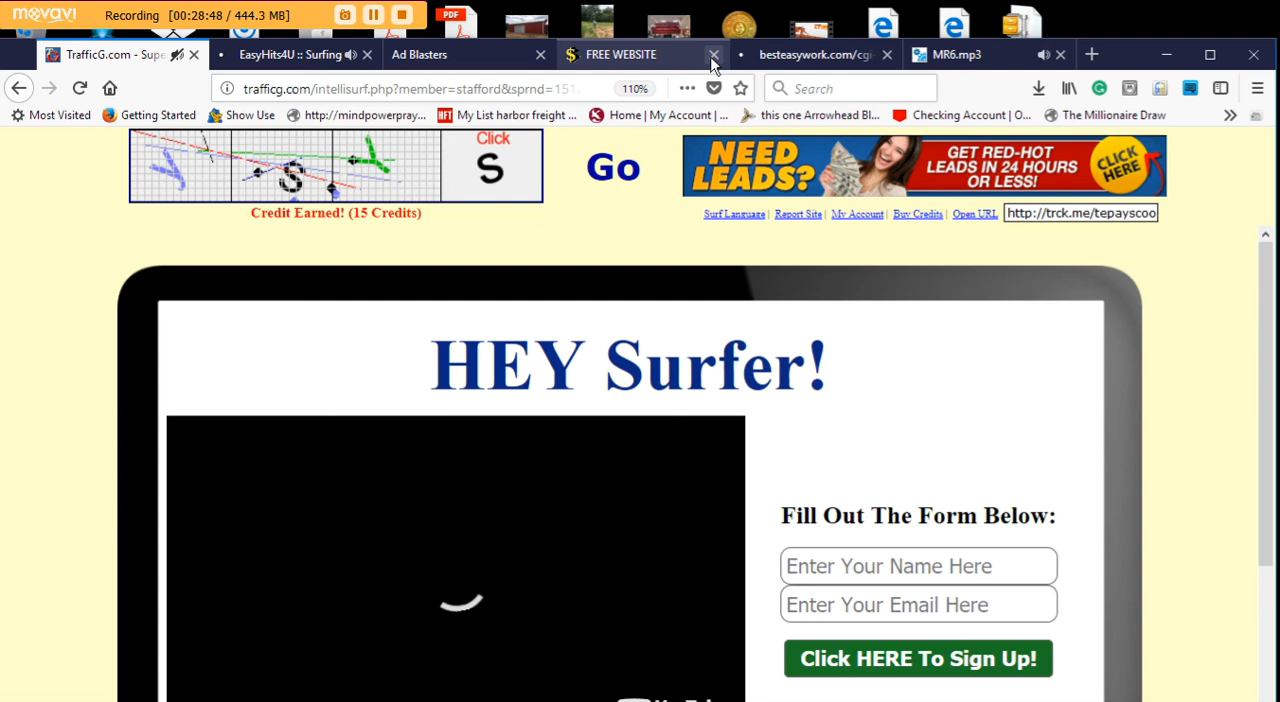 movavi Recording [00:28:48 / 444.3 MB]
PDF
TrafficG.com - Supe
EasyHits4U :: Surfing
Ad Blasters
FREE WEBSITE
besteasywork.com/cgi-
MR6.mp3
trafficg.com/intellisurf.php?member=stafford&sprnd=151
110%
Search
Most Visited
Getting Started
Show Use
http://mindpowerpray...
HFT My List harbor freight ...
Home | My Account | ...
this one Arrowhead Bl...
Checking Account | O...
The Millionaire Draw
Click
S
S
Go
NEED LEADS?
GET RED-HOT
LEADS IN 24 HOURS
OR LESS!
CLICK HERE
Credit Earned! (15 Credits)
Surf Language | Report Site | My Account | Buy Credits | Open URL http://trck.me/tepayscoo
HEY Surfer!
Fill Out The Form Below:
Enter Your Name Here
Enter Your Email Here
Click HERE To Sign Up!